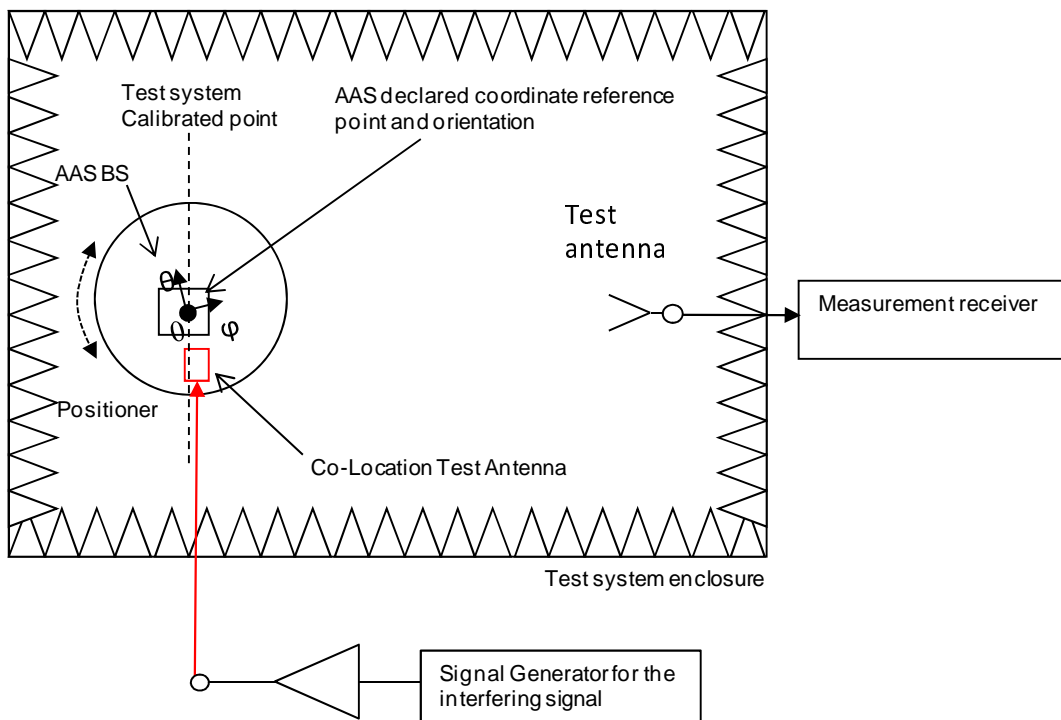 Test system
Calibrated point
AAS declared coordinate reference
point and orientation
AAS BS
Test
antenna
θ
0
φ
Measurement receiver
Positioner
Co-Location Test Antenna
Test system enclosure
Signal Generator for the
interfering signal